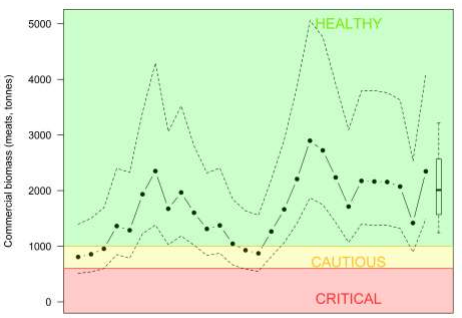 HEALTHY
5000
4000
3000
2000
1000
0
Commercial biomass (meats, tonnes)
CAUTIOUS
CRITICAL